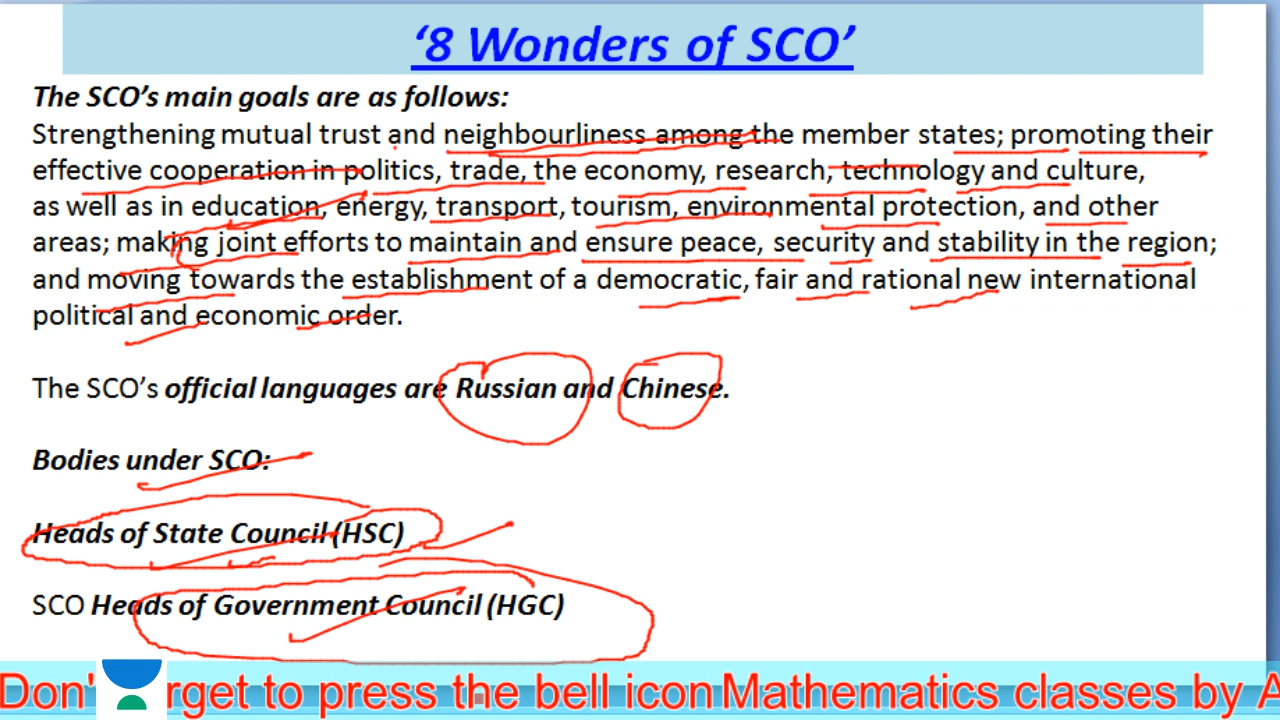 ‘8 Wonders of SCO’
The SCO’s main goals are as follows:
Strengthening mutual trust and neighbourliness among the member states; promoting their
effective cooperation in politics, trade, the economy, research, technology and culture,
as well as in education, energy, transport, tourism, environmental protection, and other
areas; making joint efforts to maintain and ensure peace, security and stability in the region;
and moving towards the establishment of a democratic, fair and rational new international
political and economic order.
The SCO’s official languages are Russian and Chinese.
Bodies under SCO:
Heads of State Council (HSC)
SCO Heads of Government Council (HGC)
Don' rget to press the bell icon Mathematics classes by A